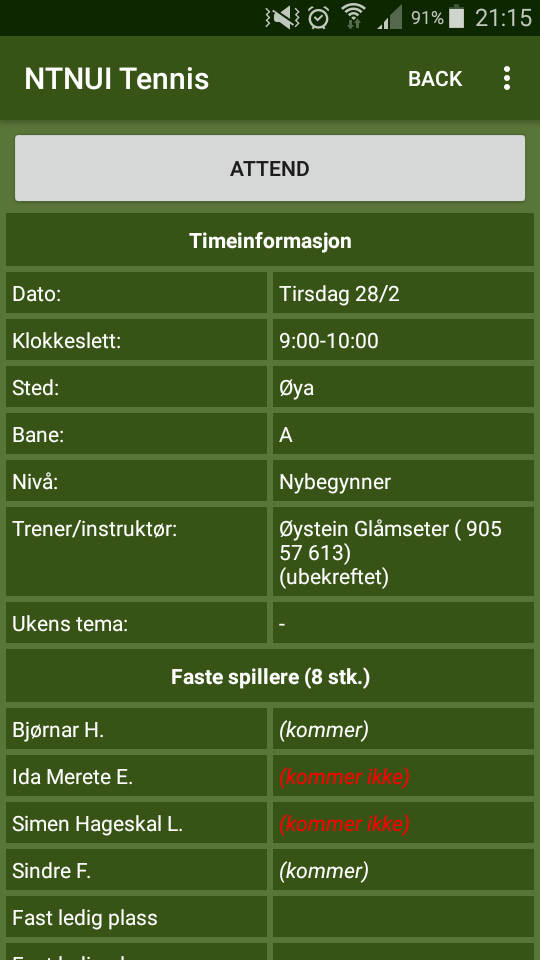 91% 21:15
NTNUI Tennis BACK
ATTEND
Timeinformasjon
Dato: Tirsdag 28/2
Klokkeslett: 9:00-10:00
Sted: Øya
Bane: A
Nivå: Nybegynner
Trener/instruktør: Øystein Glåmseter ( 905
57 613)
(ubekreftet)
Ukens tema: -
Faste spillere (8 stk.)
Bjørnar H. (kommer)
Ida Merete E. (kommer ikke)
Simen Hageskal L. (kommer ikke)
Sindre F. (kommer)
Fast ledig plass